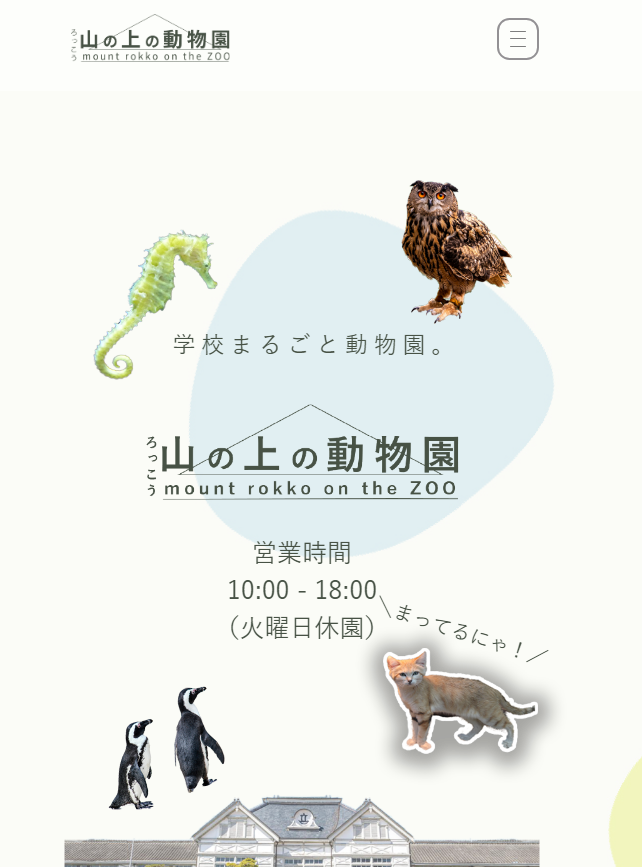 ろっこう
山の上の動物園
mount rokko on the ZOO
学校まるごと動物園。
ろっこう
山の上の動物園
mount rokko on the ZOO
営業時間
10:00 - 18:00
（火曜日休園）
\まってるにゃ！／